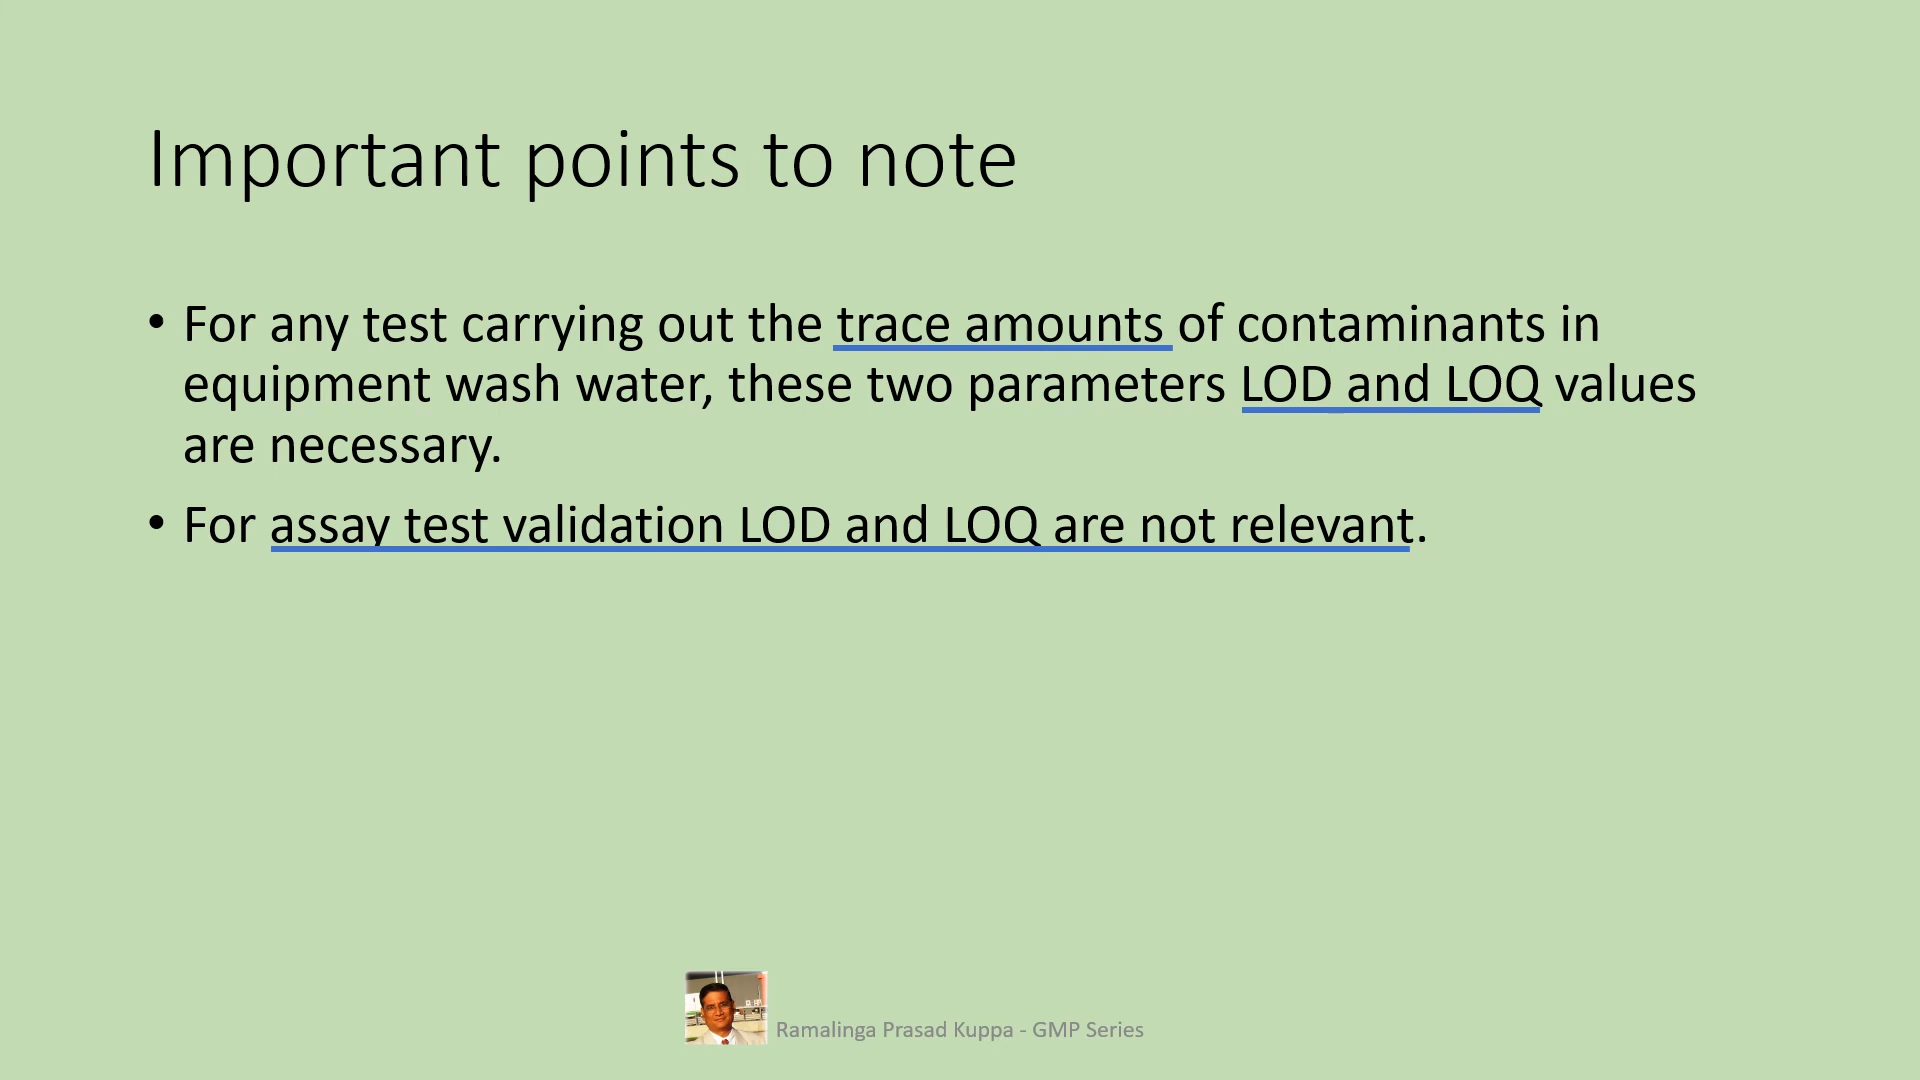 Important points to note
• For any test carrying out the trace amounts of contaminants in
equipment wash water, these two parameters LOD and LOQ values
are necessary.
• For assay test validation LOD and LOQ are not relevant.
Ramalinga Prasad Kuppa - GMP Series